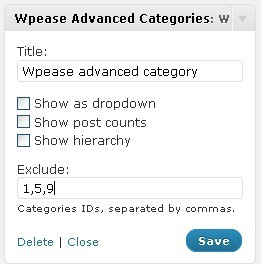 Wpease Advanced Categories: W
Title:
Wpease advanced category
Show as dropdown
Show post counts
Show hierarchy
Exclude:
1,5,9
Categories IDs, separated by commas.
Delete | Close Save